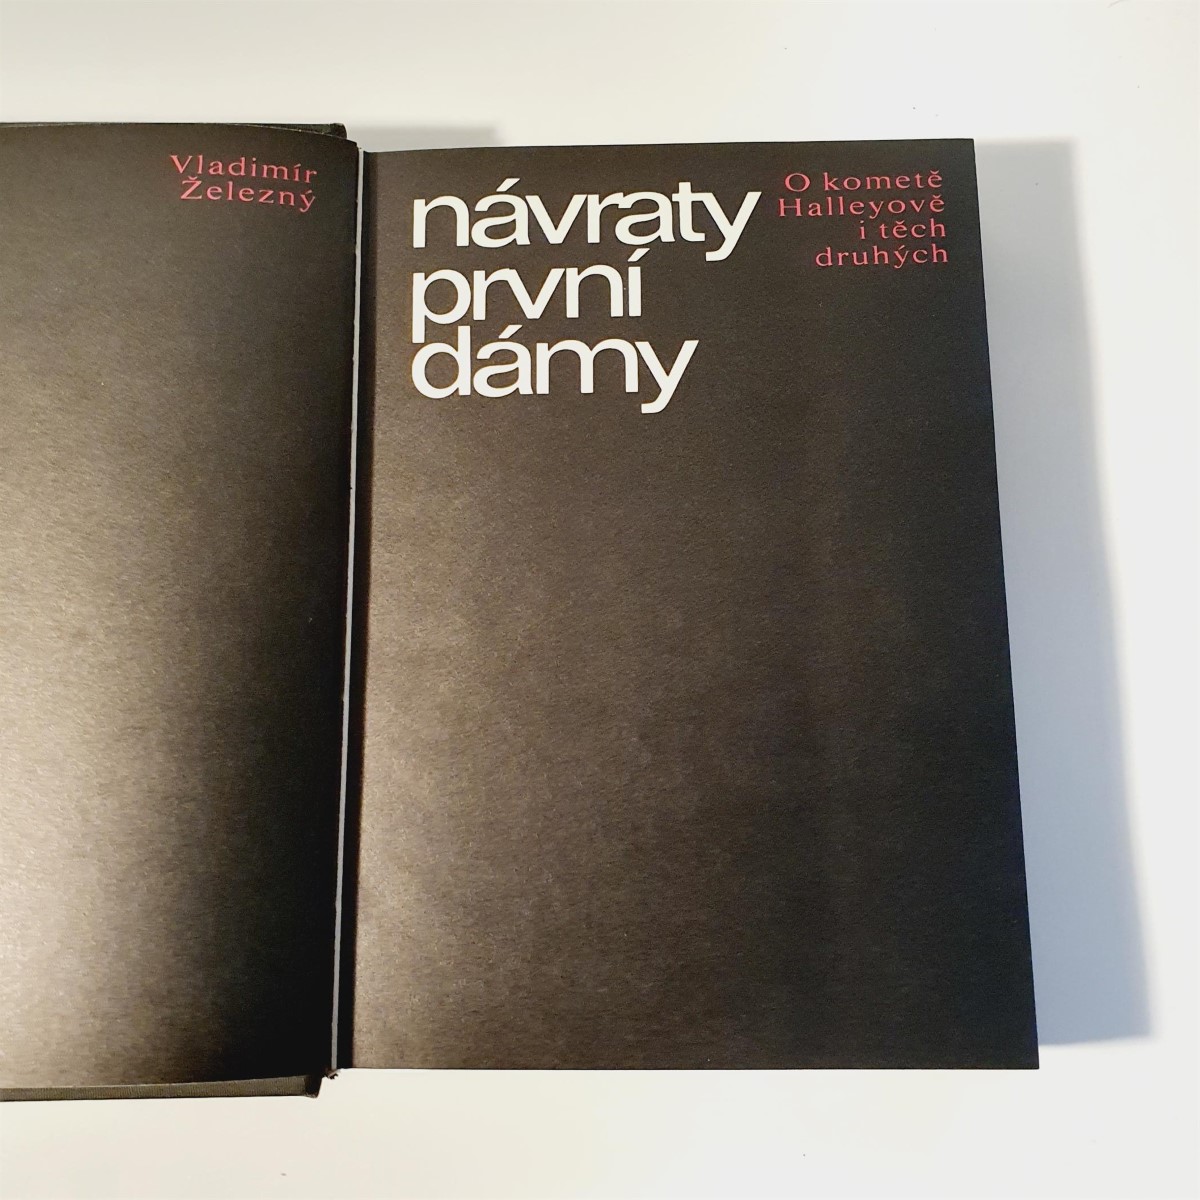 Vladimír
Železný
návraty
první
dámy
O kometě
Halleyově
i těch
druhých